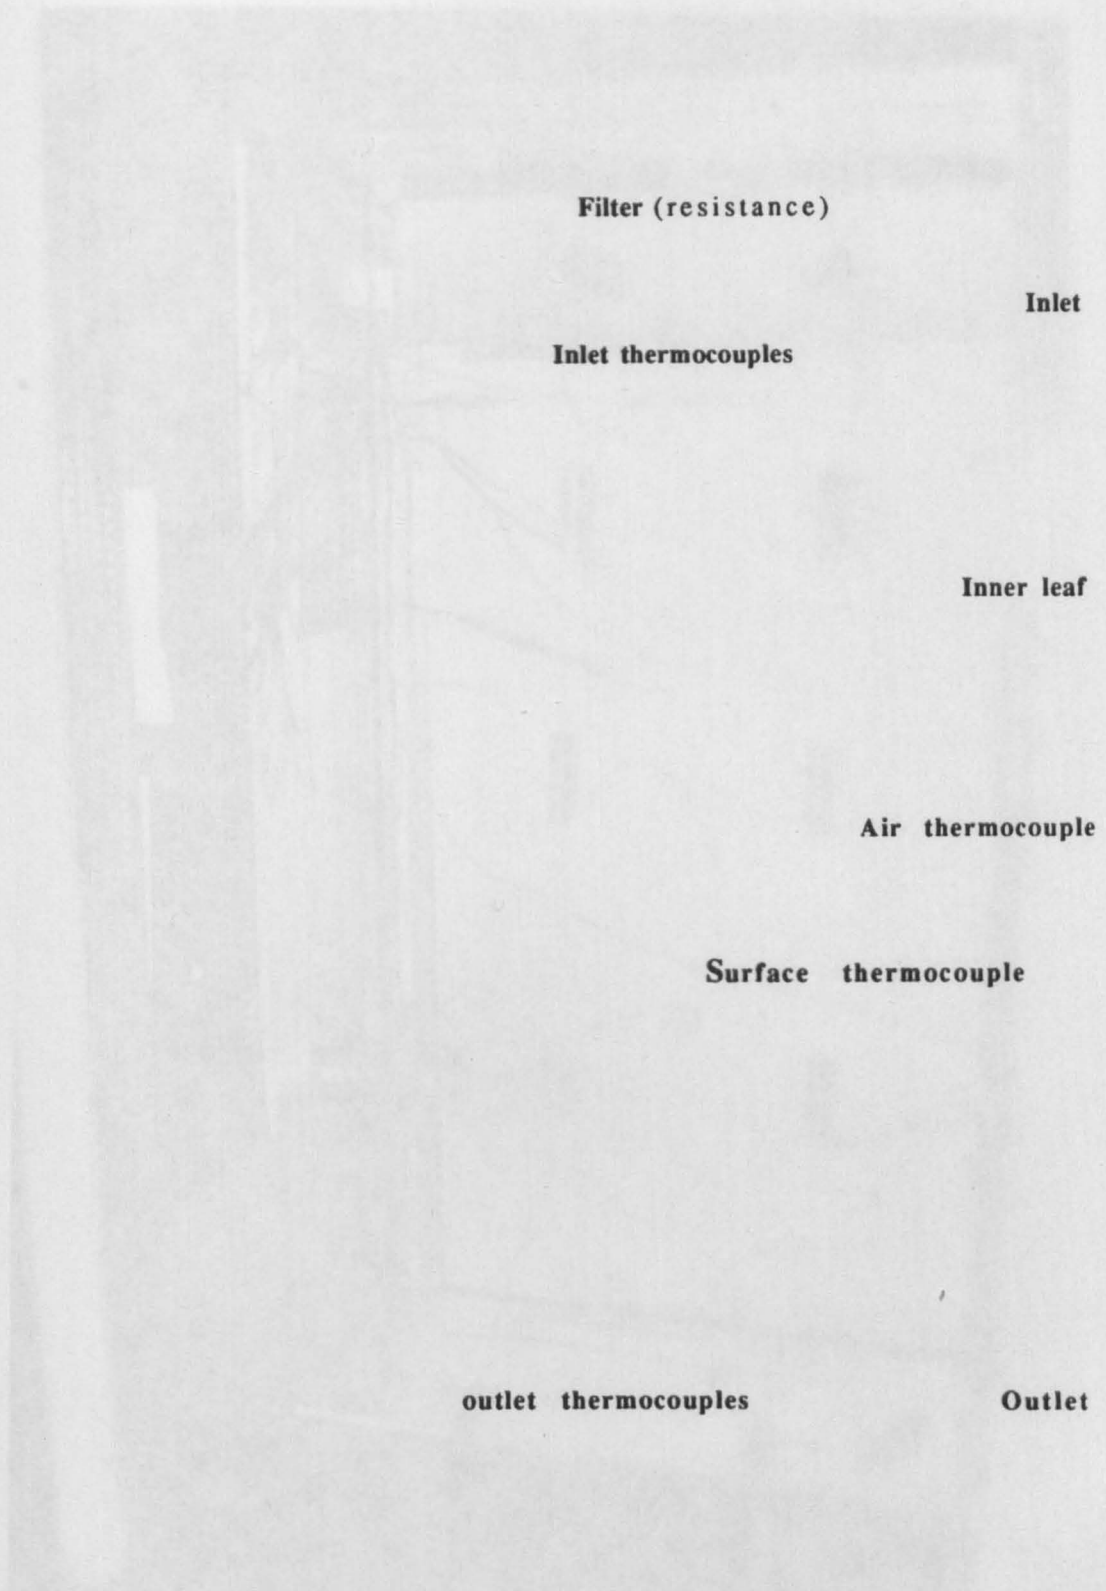 Filter (resistance)
Inlet
Inlet thermocouples
Inner leaf
Air thermocouple
Surface thermocouple
outlet thermocouples
Outlet